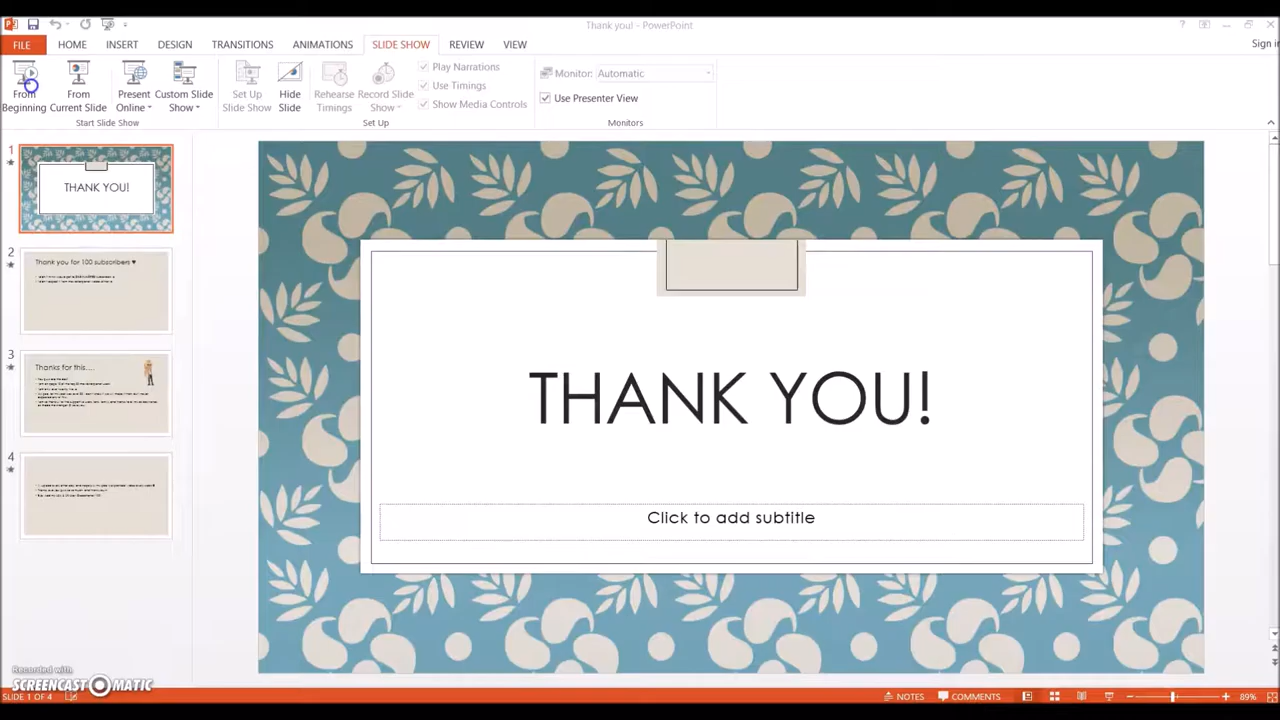 Thank you! – PowerPoint
FILE HOME INSERT DESIGN TRANSITIONS ANIMATIONS SLIDE SHOW REVIEW VIEW Sign in
From Beginning
From Current Slide
Present Online
Custom Slide Show
Start Slide Show
Set Up Slide Show
Hide Slide
Rehearse Timings
Record Slide Show
Play Narrations
Use Timings
Show Media Controls
Set Up
Monitor: Automatic
Use Presenter View
Monitors
1
THANK YOU!
2
Thank you for 100 subscribers ♥
3
Thanks for this....
4
THANK YOU!
Click to add subtitle
Recorded with
SCREENCAST MATIC
SLIDE 1 OF 4
NOTES COMMENTS 89%